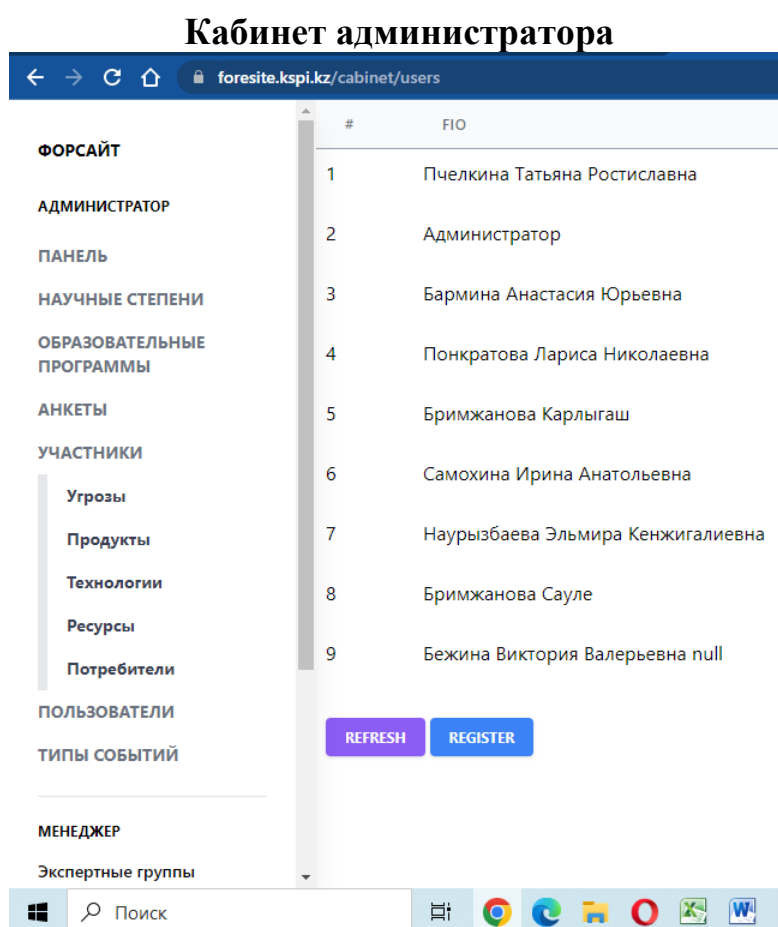 Кабинет администратора
foresite.kspi.kz/cabinet/users
ФОРСАЙТ
АДМИНИСТРАТОР
ПАНЕЛЬ
НАУЧНЫЕ СТЕПЕНИ
ОБРАЗОВАТЕЛЬНЫЕ
ПРОГРАММЫ
АНКЕТЫ
УЧАСТНИКИ
Угрозы
Продукты
Технологии
Ресурсы
Потребители
ПОЛЬЗОВАТЕЛИ
ТИПЫ СОБЫТИЙ
МЕНЕДЖЕР
Экспертные группы
# FIO
1 Пчелкина Татьяна Ростиславна
2 Администратор
3 Бармина Анастасия Юрьевна
4 Понкратова Лариса Николаевна
5 Бримжанова Карлыгаш
6 Самохина Ирина Анатольевна
7 Наурызбаева Эльмира Кенжигалиевна
8 Бримжанова Сауле
9 Бежина Виктория Валерьевна null
REFRESH REGISTER
Поиск